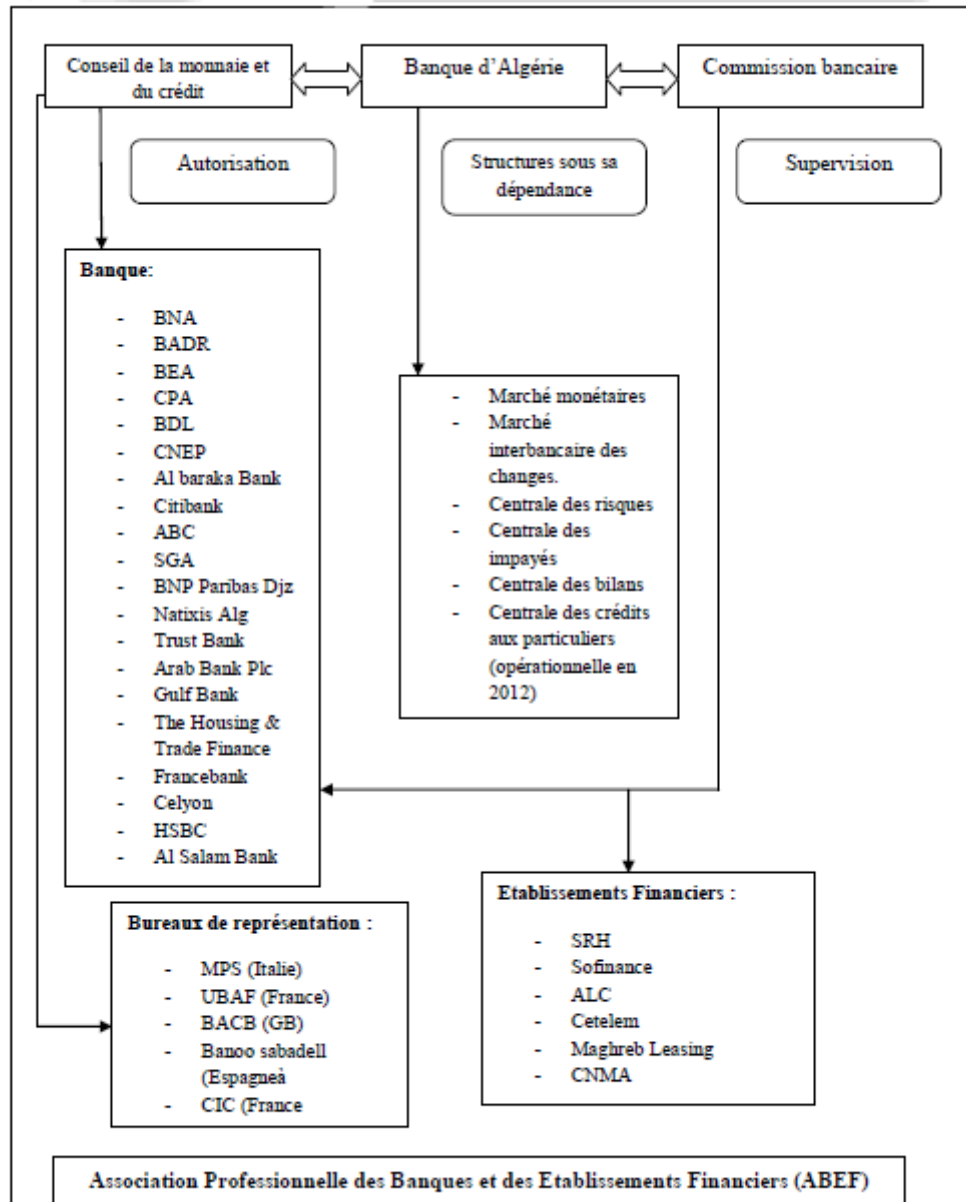 Conseil de la monnaie et
du crédit
Banque d'Algérie
Commission bancaire
Autorisation
Structures sous sa
dépendance
Supervision
Banque:
- BNA
- BADR
- BEA
- CPA
- BDL
- CNEP
- Al baraka Bank
- Citibank
- ABC
- SGA
- BNP Paribas Djz
- Natixis Alg
- Trust Bank
- Arab Bank Plc
- Gulf Bank
- The Housing &
Trade Finance
- Francebank
- Celyon
- HSBC
- Al Salam Bank
- Marché monétaires
- Marché
interbancaire des
changes.
- Centrale des risques
- Centrale des
impayés
- Centrale des bilans
- Centrale des crédits
aux particuliers
(opérationnelle en
2012)
Bureaux de représentation :
- MPS (Italie)
- UBAF (France)
- BACB (GB)
- Banoo sabadell
(Espagneà
- CIC (France
Etablissements Financiers :
- SRH
- Sofinance
- ALC
- Cetelem
- Maghreb Leasing
- CNMA
Association Professionnelle des Banques et des Etablissements Financiers (ABEF)